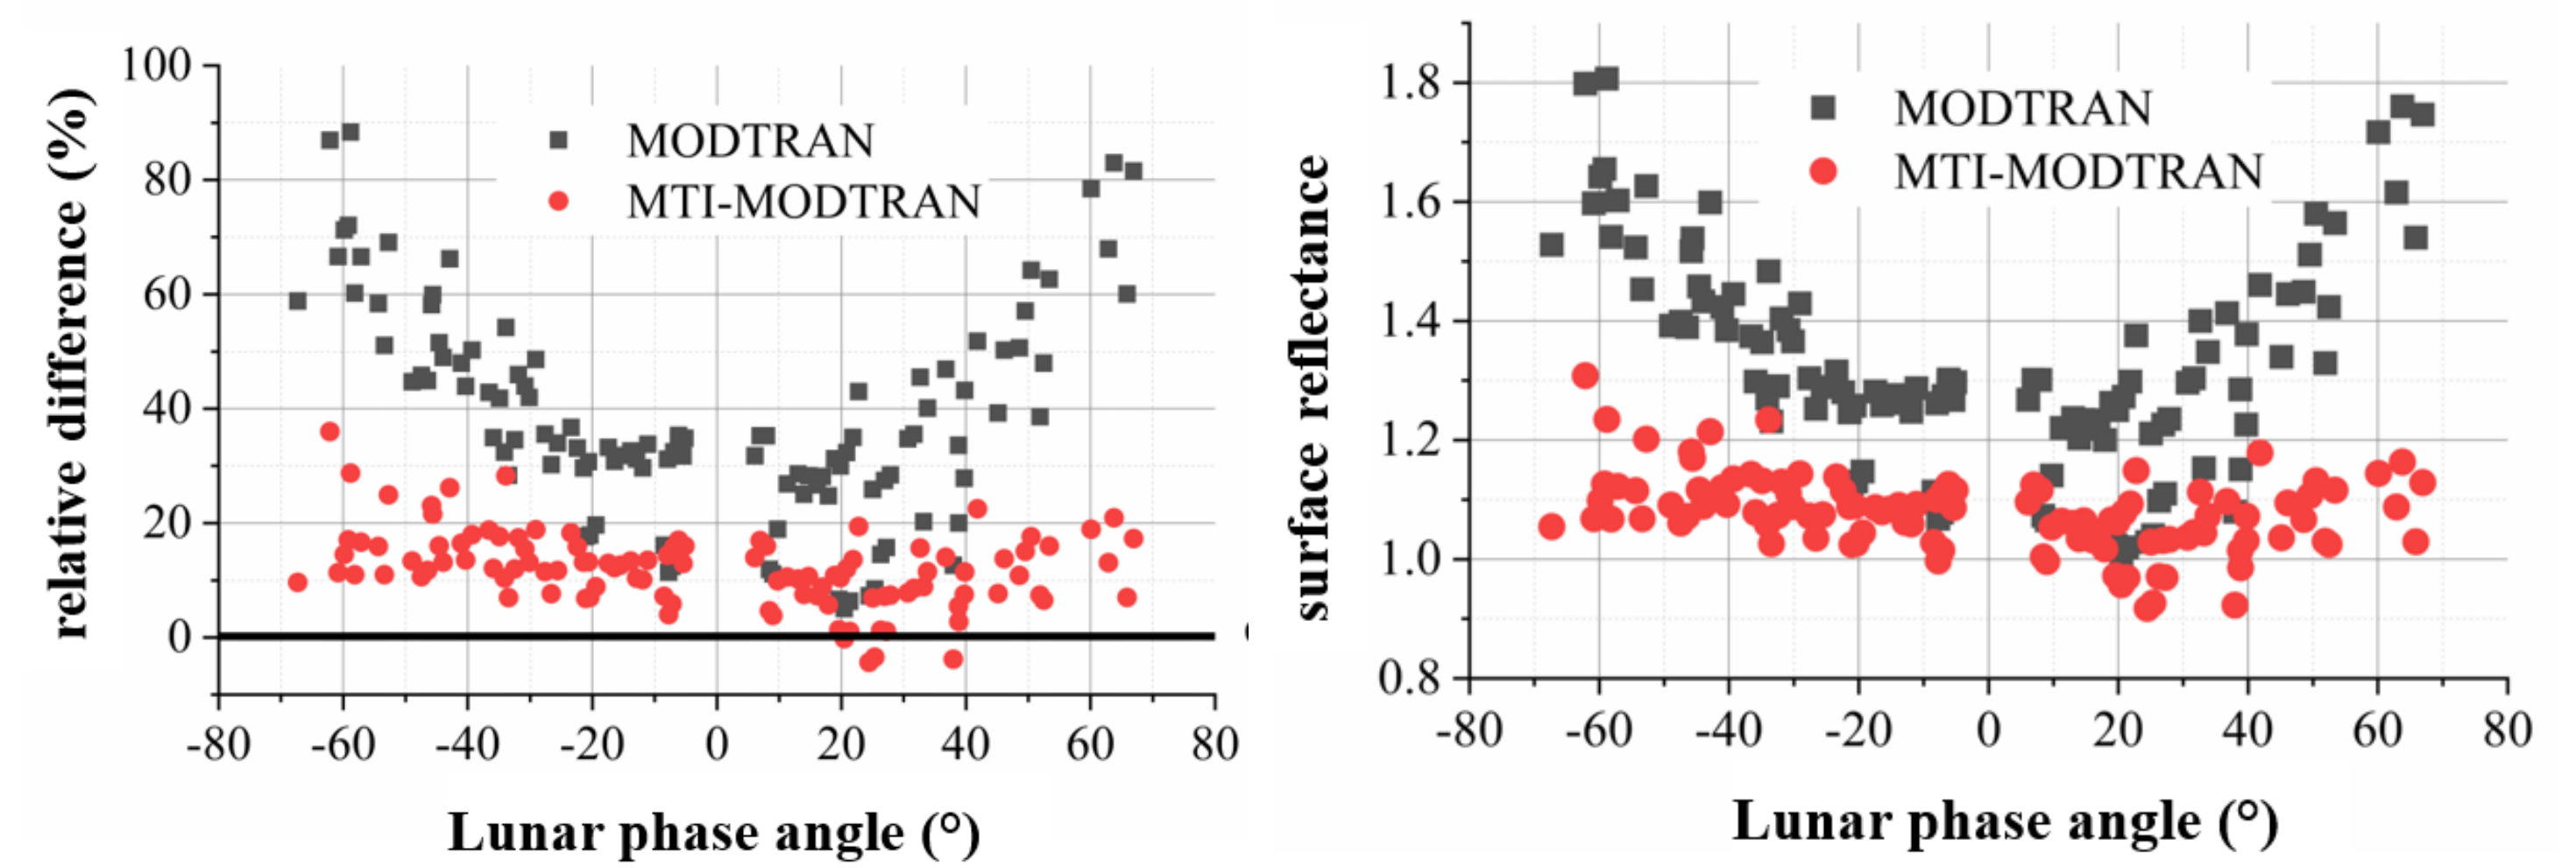 relative difference (%)
100
80
60
40
20
0
-80 -60 -40 -20 0 20 40 60 80
Lunar phase angle (°)
MODTRAN
MTI-MODTRAN
surface reflectance
1.8
1.6
1.4
1.2
1.0
0.8
-80 -60 -40 -20 0 20 40 60 80
Lunar phase angle (°)
MODTRAN
MTI-MODTRAN